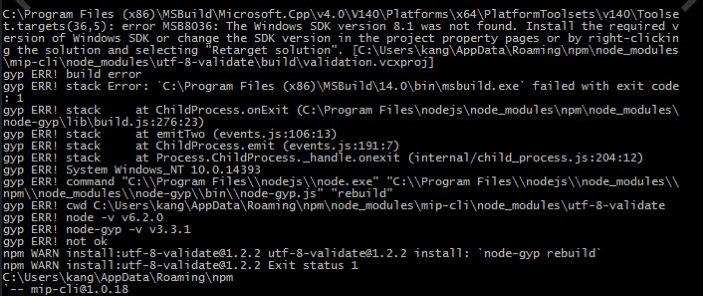 C:\Program Files (x86)\MSBuild\Microsoft.Cpp\v4.0\V140\Platforms\x64\PlatformToolsets\v140\Toolse
t.targets(36,5): error MSB8036: The Windows SDK version 8.1 was not found. Install the required v
ersion of Windows SDK or change the SDK version in the project property pages or by right-clickin
g the solution and selecting "Retarget solution". [C:\Users\kang\AppData\Roaming\npm\node_modules
\mip-cli\node_modules\utf-8-validate\build\validation.vcxproj]
gyp ERR! build error
gyp ERR! stack Error: `C:\Program Files (x86)\MSBuild\14.0\bin\msbuild.exe` failed with exit code
: 1
gyp ERR! stack     at ChildProcess.onExit (C:\Program Files\nodejs\node_modules\npm\node_modules\
node-gyp\lib\build.js:276:23)
gyp ERR! stack     at emitTwo (events.js:106:13)
gyp ERR! stack     at ChildProcess.emit (events.js:191:7)
gyp ERR! stack     at Process.ChildProcess._handle.onexit (internal/child_process.js:204:12)
gyp ERR! System Windows_NT 10.0.14393
gyp ERR! command "C:\\Program Files\\nodejs\\node.exe" "C:\\Program Files\\nodejs\\node_modules\\
npm\\node_modules\\node-gyp\\bin\\node-gyp.js" "rebuild"
gyp ERR! cwd C:\Users\kang\AppData\Roaming\npm\node_modules\mip-cli\node_modules\utf-8-validate
gyp ERR! node -v v6.2.0
gyp ERR! node-gyp -v v3.3.1
gyp ERR! not ok
npm WARN install:utf-8-validate@1.2.2 utf-8-validate@1.2.2 install: `node-gyp rebuild`
npm WARN install:utf-8-validate@1.2.2 Exit status 1
C:\Users\kang\AppData\Roaming\npm
`-- mip-cli@1.0.18